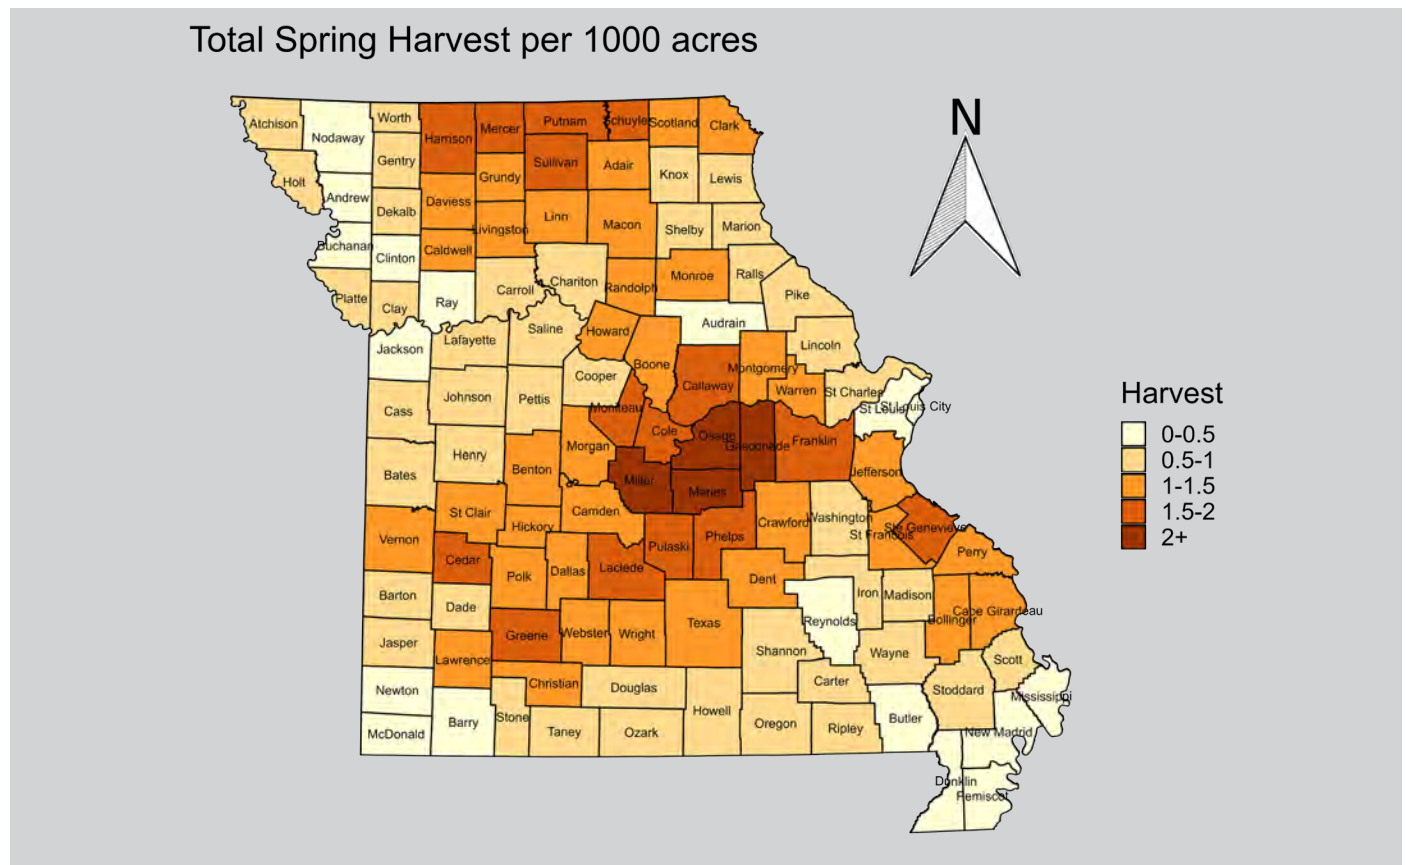 Total Spring Harvest per 1000 acres
N
Atchison
Nodaway
Worth
Harrison
Mercer
Putnam
Schuyler
Scotland
Clark
Holt
Andrew
Gentry
Dekalb
Daviess
Grundy
Sullivan
Adair
Knox
Lewis
Livingston
Linn
Macon
Shelby
Marion
Buchanan
Clinton
Caldwell
Platte
Clay
Ray
Carroll
Chariton
Randolph
Monroe
Ralls
Pike
Audrain
Jackson
Lafayette
Saline
Howard
Boone
Callaway
Montgomery
Lincoln
Warren
St Charles
St Louis
St Louis City
Cass
Johnson
Pettis
Cooper
Moniteau
Cole
Osage
Gasconade
Franklin
Jefferson
Bates
Henry
Benton
Morgan
Miller
Maries
Vernon
St Clair
Hickory
Camden
Pulaski
Phelps
Crawford
Washington
St Francois
Ste Genevieve
Perry
Cedar
Polk
Dallas
Laclede
Dent
Iron
Madison
Bollinger
Cape Girardeau
Barton
Dade
Greene
Webster
Wright
Texas
Reynolds
Jasper
Lawrence
Shannon
Wayne
Scott
Newton
Christian
Douglas
Howell
Carter
Stoddard
Mississippi
McDonald
Barry
Stone
Taney
Ozark
Oregon
Ripley
Butler
New Madrid
Dunklin
Pemiscot
Harvest
0-0.5
0.5-1
1-1.5
1.5-2
2+